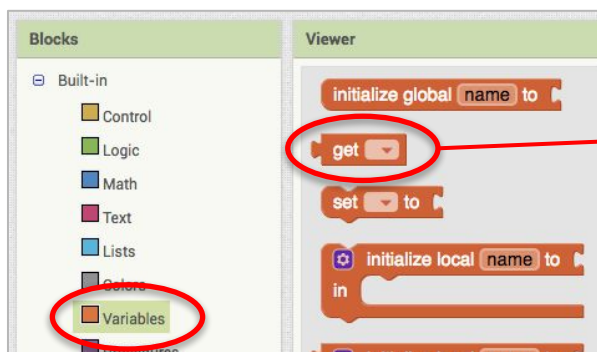 Blocks
Viewer
Built-in
Control
Logic
Math
Text
Lists
Colors
Variables
initialize global name to
get
set to
initialize local name to
in